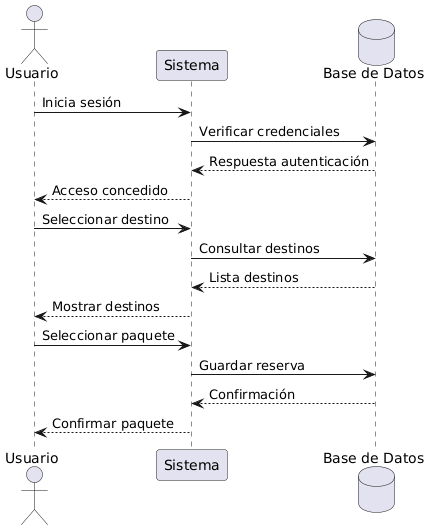 Usuario
Sistema
Base de Datos
Inicia sesión
Verificar credenciales
Respuesta autenticación
Acceso concedido
Seleccionar destino
Consultar destinos
Lista destinos
Mostrar destinos
Seleccionar paquete
Guardar reserva
Confirmación
Confirmar paquete
Usuario
Sistema
Base de Datos